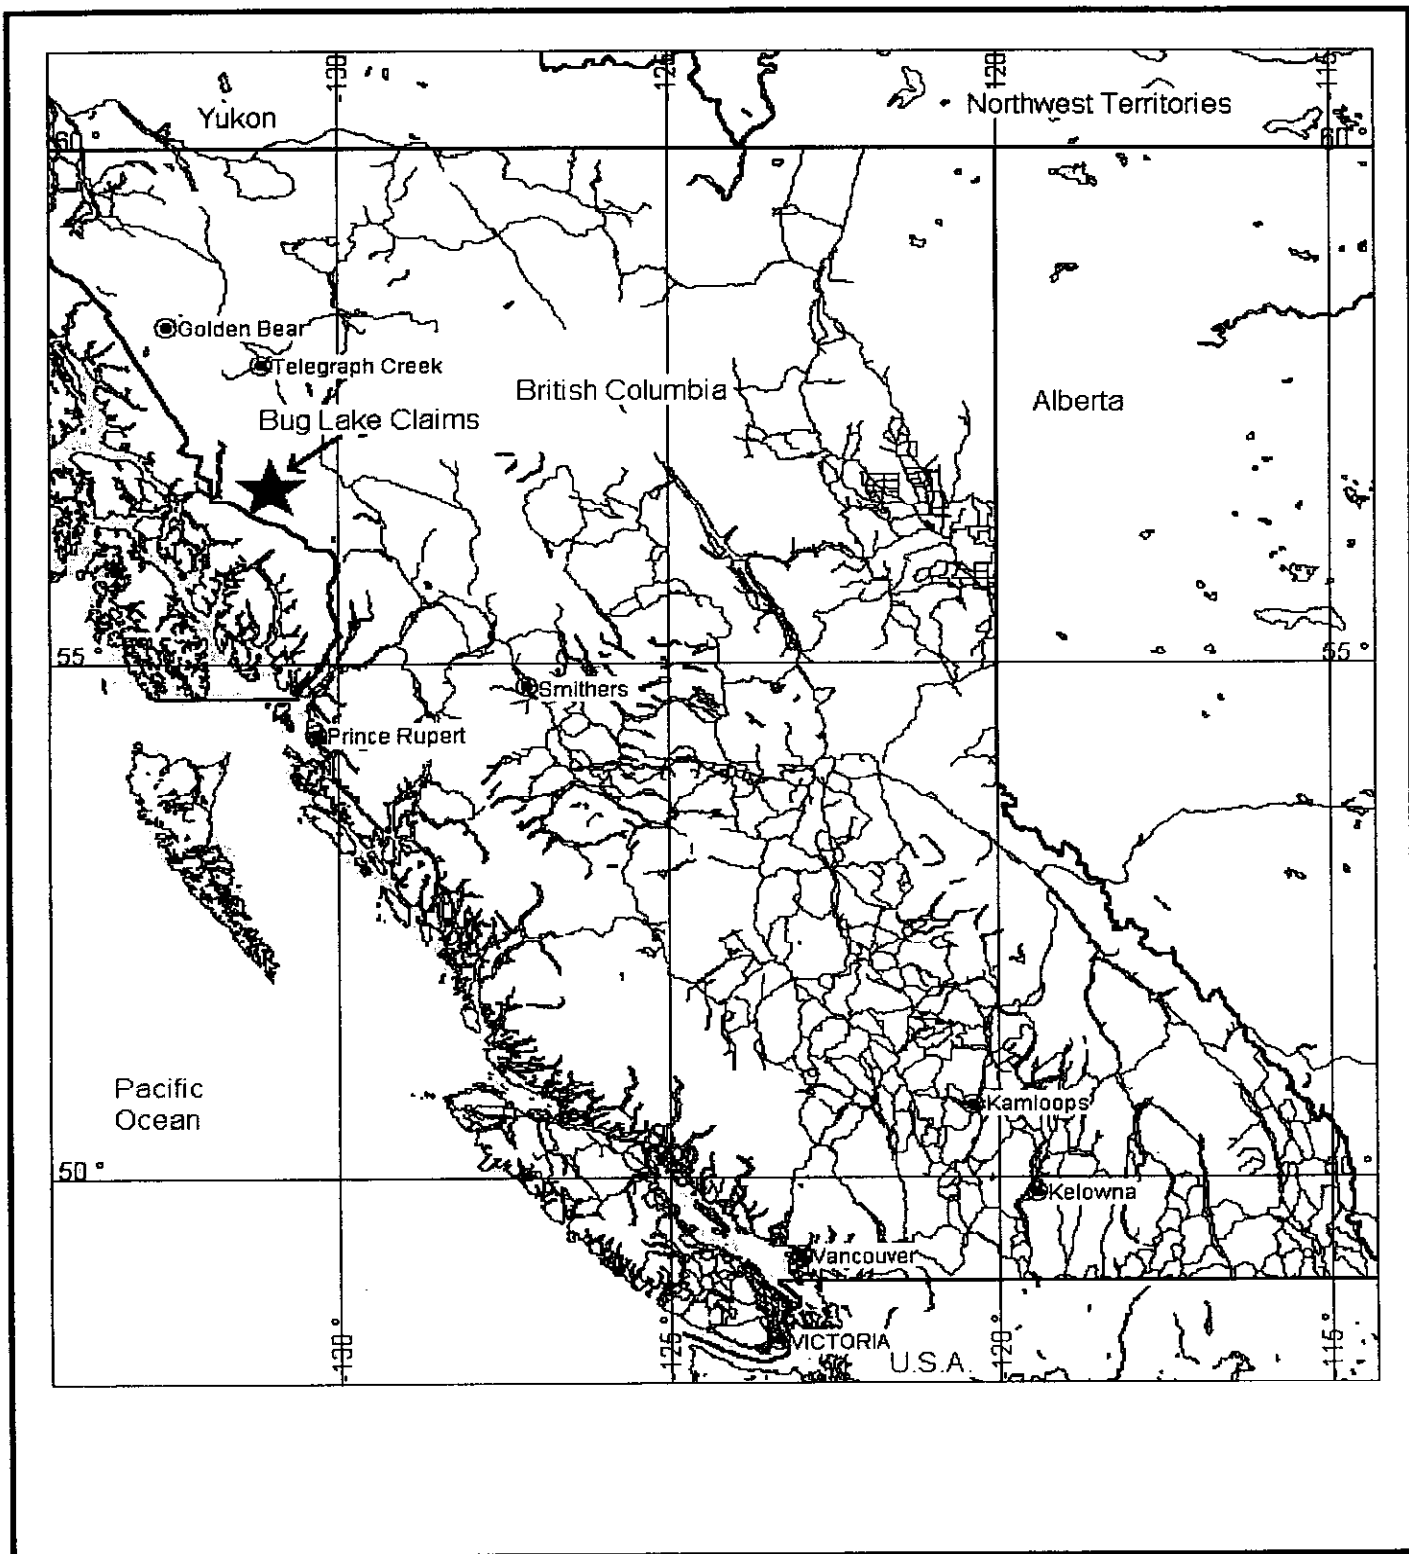 -130
-125
-120
-115
Yukon
Northwest Territories
60°
60°
Golden Bear
Telegraph Creek
British Columbia
Alberta
Bug Lake Claims
55°
55°
Smithers
Prince Rupert
Pacific
Ocean
Kamloops
50°
50°
Kelowna
Vancouver
VICTORIA
U.S.A.
-130°
-125°
-120°
-115°